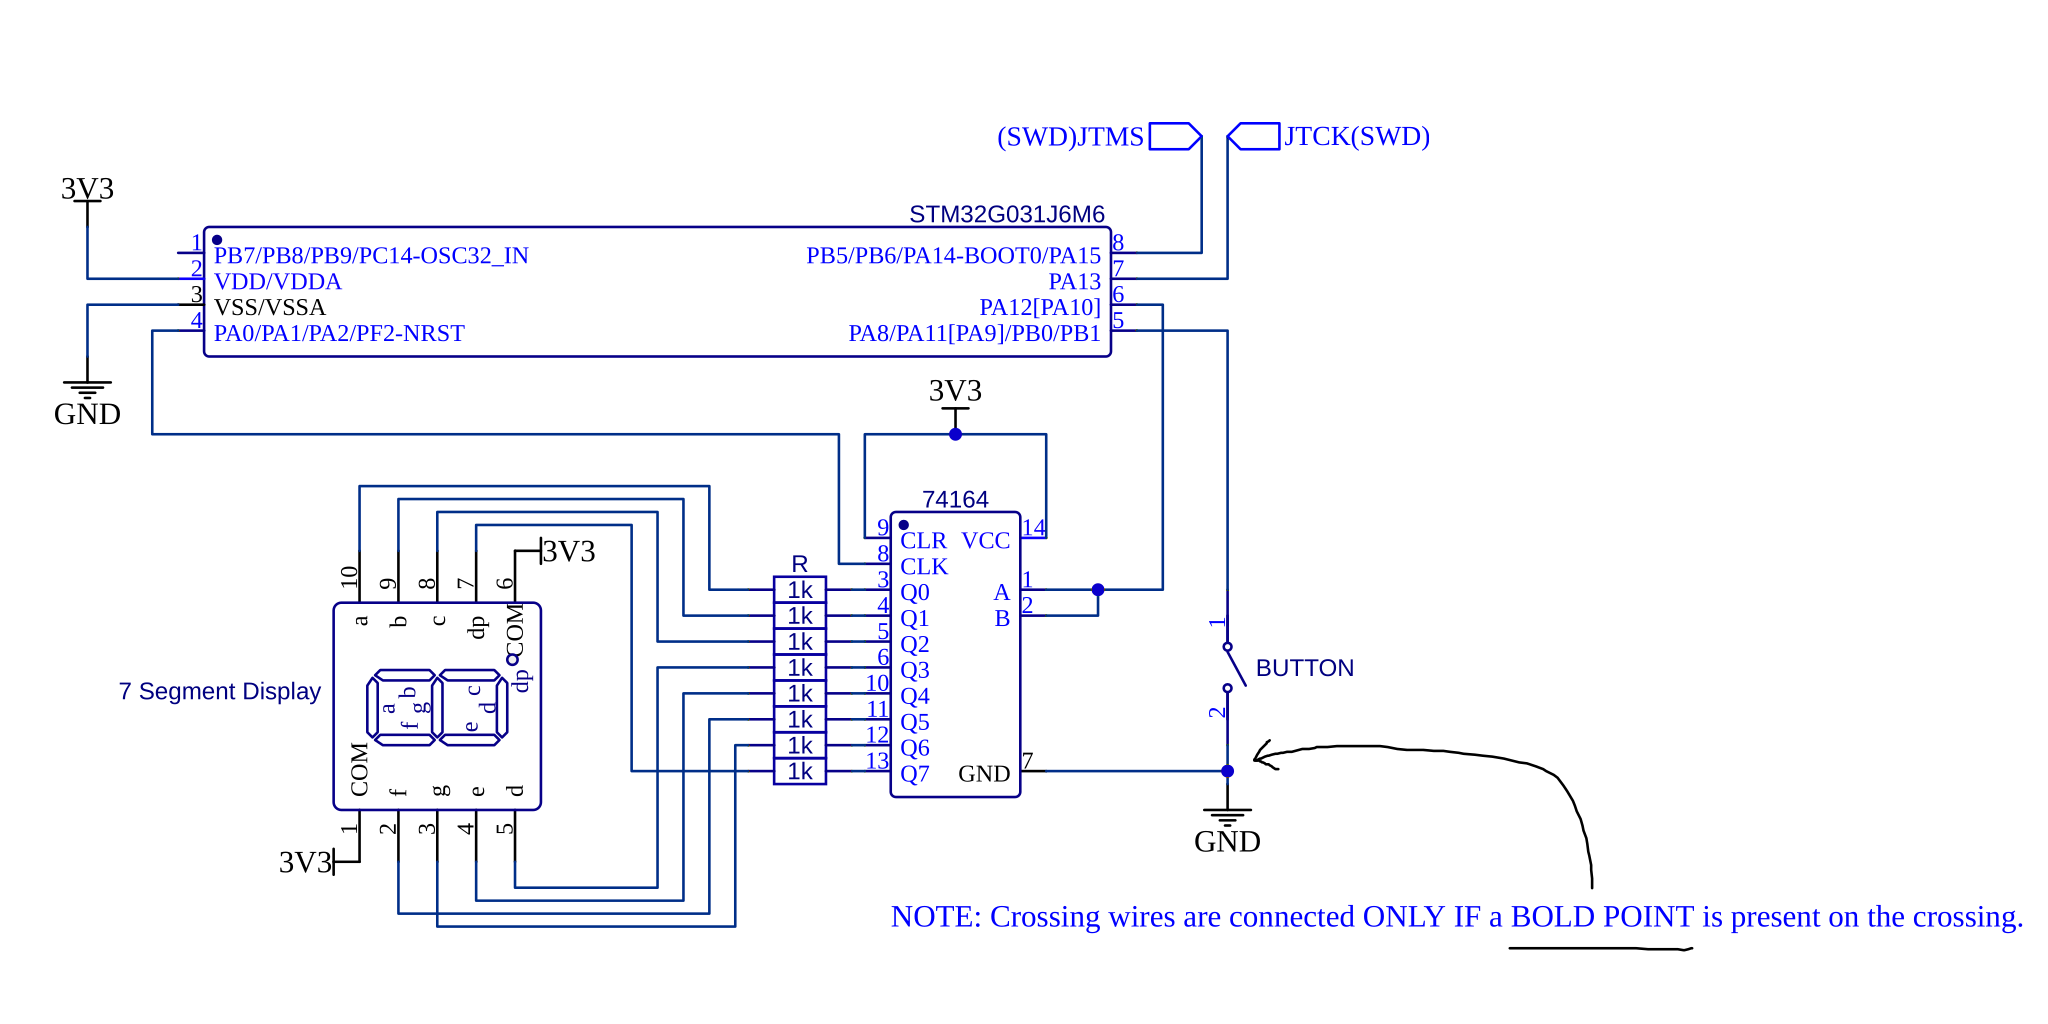 (SWD)JTMS
JTCK(SWD)
3V3
STM32G031J6M6
1 PB7/PB8/PB9/PC14-OSC32_IN
2 VDD/VDDA
3 VSS/VSSA
4 PA0/PA1/PA2/PF2-NRST
PB5/PB6/PA14-BOOT0/PA15 8
PA13 7
PA12[PA10] 6
PA8/PA11[PA9]/PB0/PB1 5
GND
3V3
74164
9 CLR
8 CLK
3 Q0
4 Q1
5 Q2
6 Q3
10 Q4
11 Q5
12 Q6
13 Q7
VCC 14
A 1
B 2
GND 7
R
1k
1k
1k
1k
1k
1k
1k
1k
3V3
10 9 8 7 6
a b c dp COM
7 Segment Display
a b f g c d e dp
COM f g e d
1 2 3 4 5
3V3
1
BUTTON
2
GND
NOTE: Crossing wires are connected ONLY IF a BOLD POINT is present on the crossing.